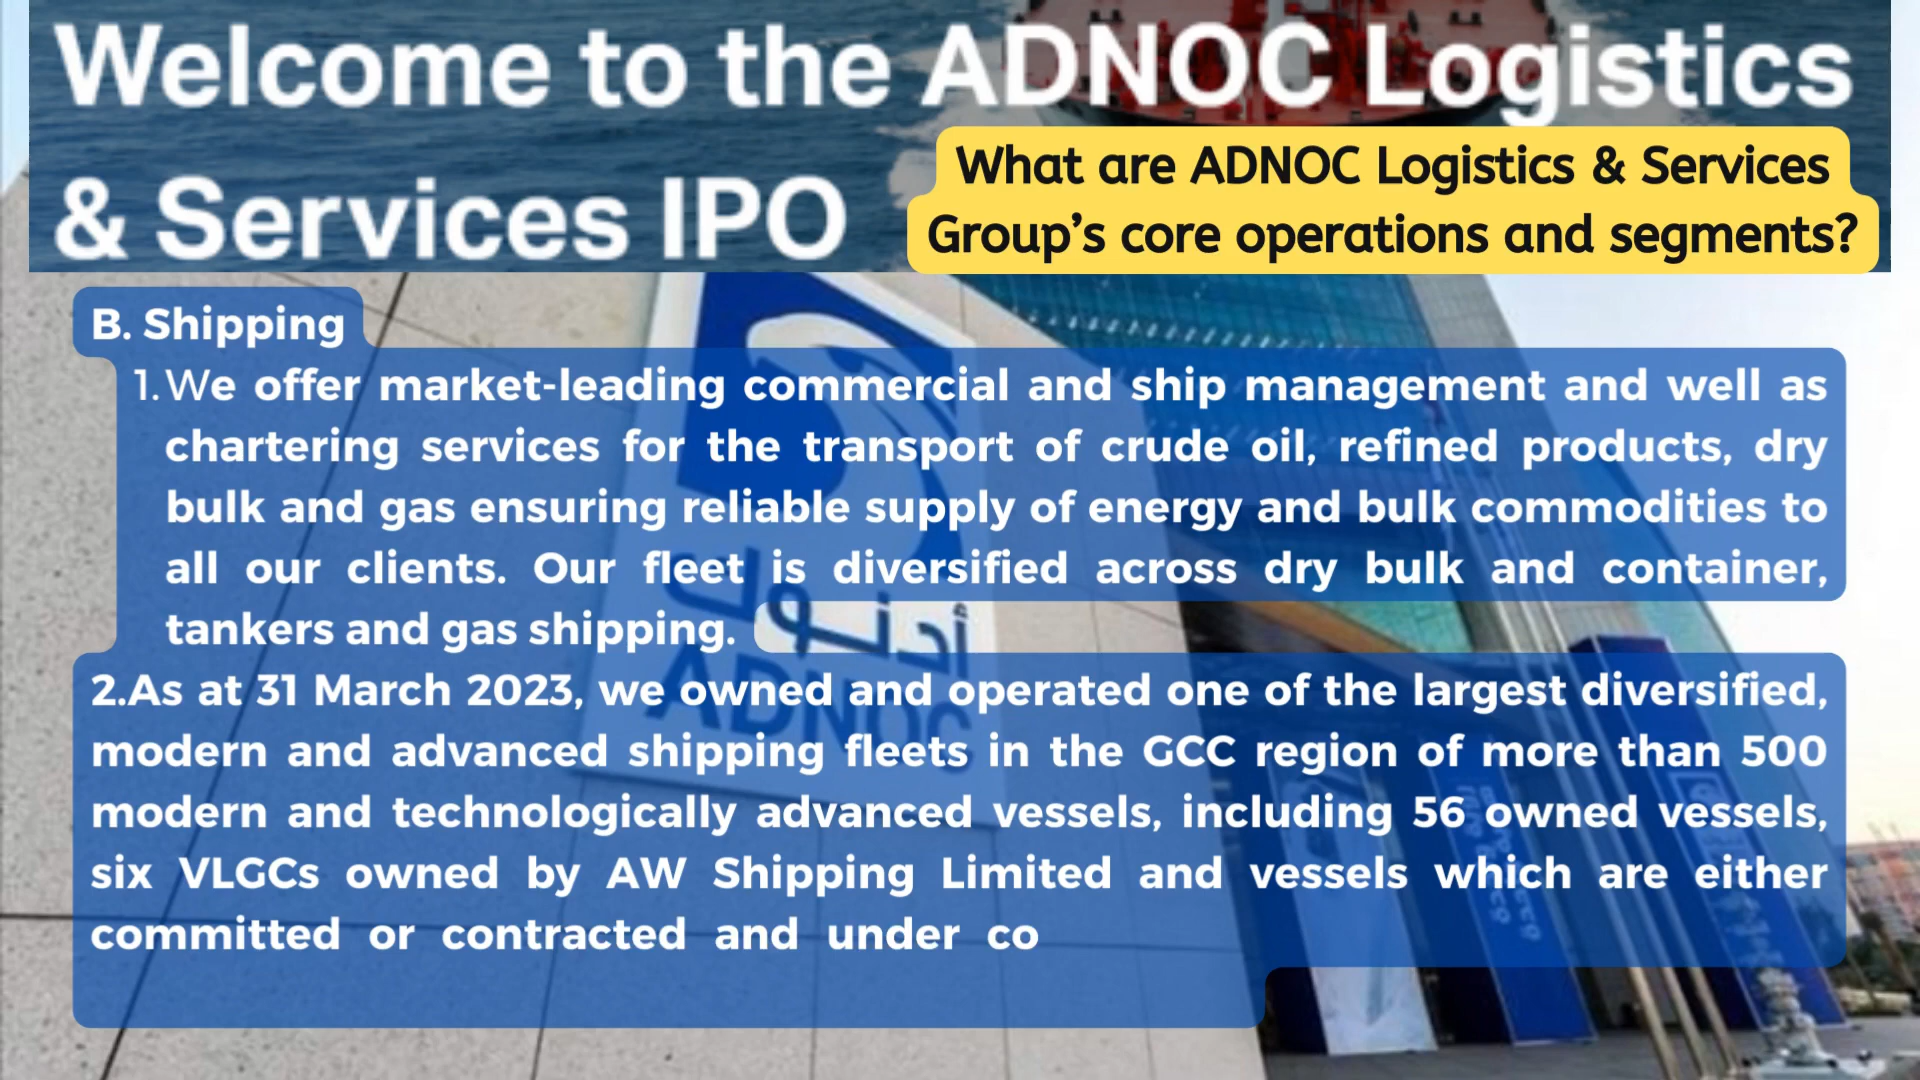 Welcome to the ADNOC Logistics
& Services IPO
What are ADNOC Logistics & Services
Group’s core operations and segments?
B. Shipping
1. We offer market-leading commercial and ship management and well as
chartering services for the transport of crude oil, refined products, dry
bulk and gas ensuring reliable supply of energy and bulk commodities to
all our clients. Our fleet is diversified across dry bulk and container,
tankers and gas shipping.
2.As at 31 March 2023, we owned and operated one of the largest diversified,
modern and advanced shipping fleets in the GCC region of more than 500
modern and technologically advanced vessels, including 56 owned vessels,
six VLGCs owned by AW Shipping Limited and vessels which are either
committed or contracted and under co
أدنوك
ADNOC